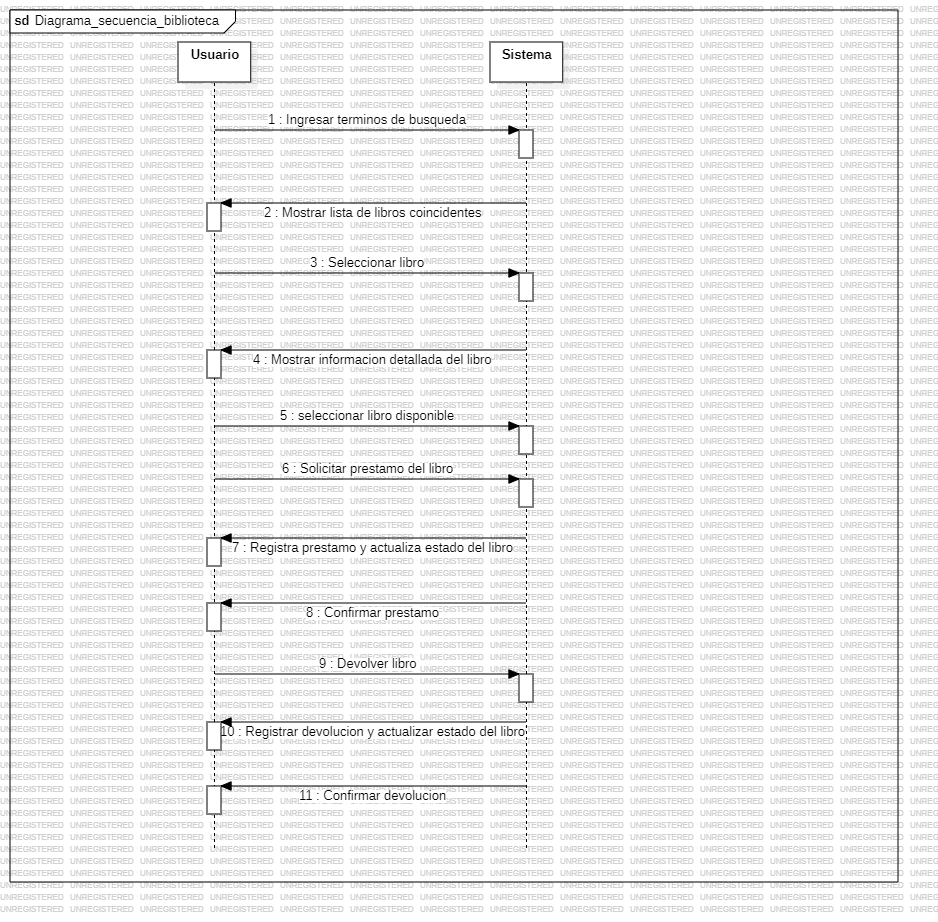 sd Diagrama_secuencia_biblioteca
Usuario
Sistema
1 : Ingresar terminos de busqueda
2 : Mostrar lista de libros coincidentes
3 : Seleccionar libro
4 : Mostrar informacion detallada del libro
5 : seleccionar libro disponible
6 : Solicitar prestamo del libro
7 : Registra prestamo y actualiza estado del libro
8 : Confirmar prestamo
9 : Devolver libro
10 : Registrar devolucion y actualizar estado del libro
11 : Confirmar devolucion
UNREGISTERED